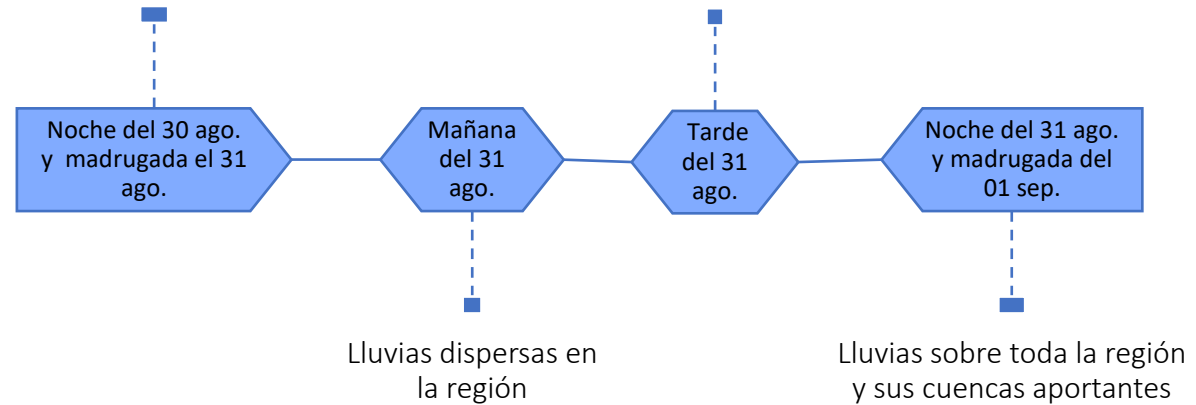 Noche del 30 ago.
y madrugada el 31
ago.
Mañana
del 31
ago.
Tarde
del 31
ago.
Noche del 31 ago.
y madrugada del
01 sep.
Lluvias dispersas en
la región
Lluvias sobre toda la región
y sus cuencas aportantes